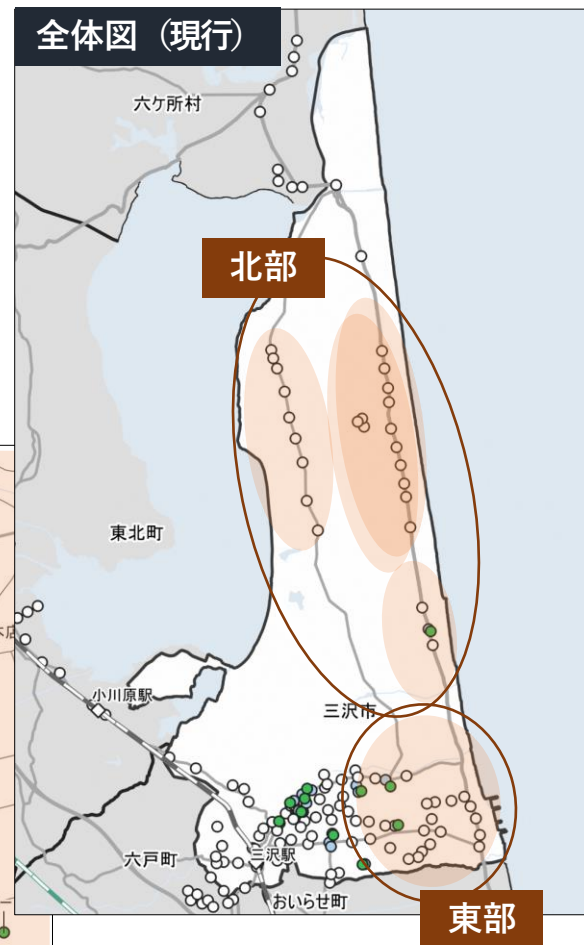 全体図（現行）
六ケ所村
北部
東北町
小川原駅
三沢市
六戸町
三沢駅
おいらせ町
東部